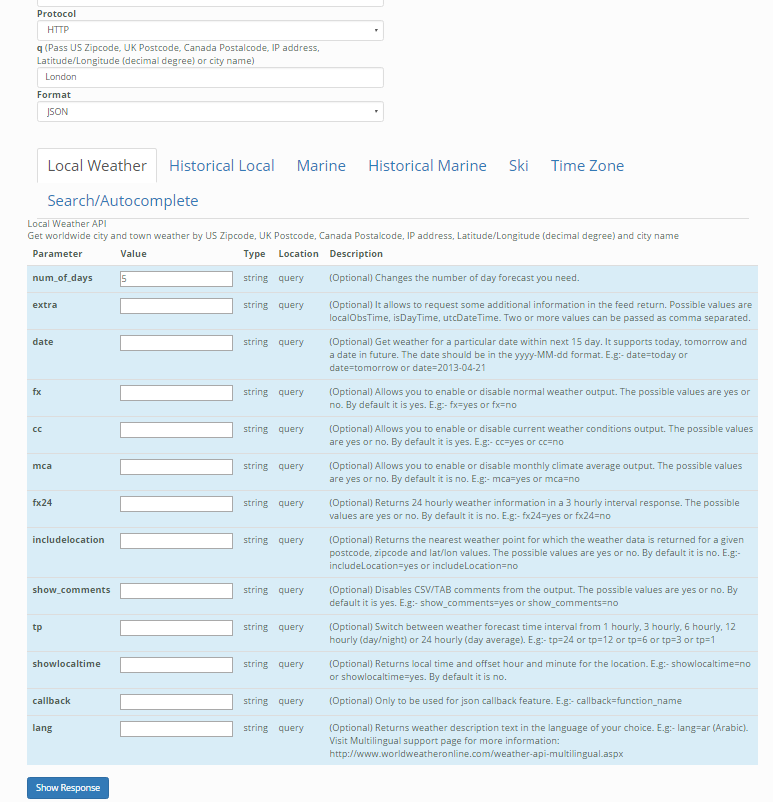 Protocol
HTTP
q (Pass US Zipcode, UK Postcode, Canada Postalcode, IP address,
Latitude/Longitude (decimal degree) or city name)
London
Format
JSON
Local Weather Historical Local Marine Historical Marine Ski Time Zone
Search/Autocomplete
Local Weather API
Get worldwide city and town weather by US Zipcode, UK Postcode, Canada Postalcode, IP address, Latitude/Longitude (decimal degree) and city name
Parameter Value Type Location Description
num_of_days 5 string query (Optional) Changes the number of day forecast you need.
extra string query (Optional) It allows to request some additional information in the feed return. Possible values are
localObsTime, isDayTime, utcDateTime. Two or more values can be passed as comma separated.
date string query (Optional) Get weather for a particular date within next 15 day. It supports today, tomorrow and
a date in future. The date should be in the yyyy-MM-dd format. E.g:- date=today or
date=tomorrow or date=2013-04-21
fx string query (Optional) Allows you to enable or disable normal weather output. The possible values are yes or
no. By default it is yes. E.g:- fx=yes or fx=no
cc string query (Optional) Allows you to enable or disable current weather conditions output. The possible values
are yes or no. By default it is yes. E.g:- cc=yes or cc=no
mca string query (Optional) Allows you to enable or disable monthly climate average output. The possible values
are yes or no. By default it is no. E.g:- mca=yes or mca=no
fx24 string query (Optional) Returns 24 hourly weather information in a 3 hourly interval response. The possible
values are yes or no. By default it is no. E.g:- fx24=yes or fx24=no
includelocation string query (Optional) Returns the nearest weather point for which the weather data is returned for a given
postcode, zipcode and lat/lon values. The possible values are yes or no. By default it is no. E.g:-
includeLocation=yes or includeLocation=no
show_comments string query (Optional) Disables CSV/TAB comments from the output. The possible values are yes or no. By
default it is yes. E.g:- show_comments=yes or show_comments=no
tp string query (Optional) Switch between weather forecast time interval from 1 hourly, 3 hourly, 6 hourly, 12
hourly (day/night) or 24 hourly (day average). E.g:- tp=24 or tp=12 or tp=6 or tp=3 or tp=1
showlocaltime string query (Optional) Returns local time and offset hour and minute for the location. E.g:- showlocaltime=no
or showlocaltime=yes. By default it is no.
callback string query (Optional) Only to be used for json callback feature. E.g:- callback=function_name
lang string query (Optional) Returns weather description text in the language of your choice. E.g:- lang=ar (Arabic).
Visit Multilingual support page for more information:
http://www.worldweatheronline.com/weather-api-multilingual.aspx
Show Response